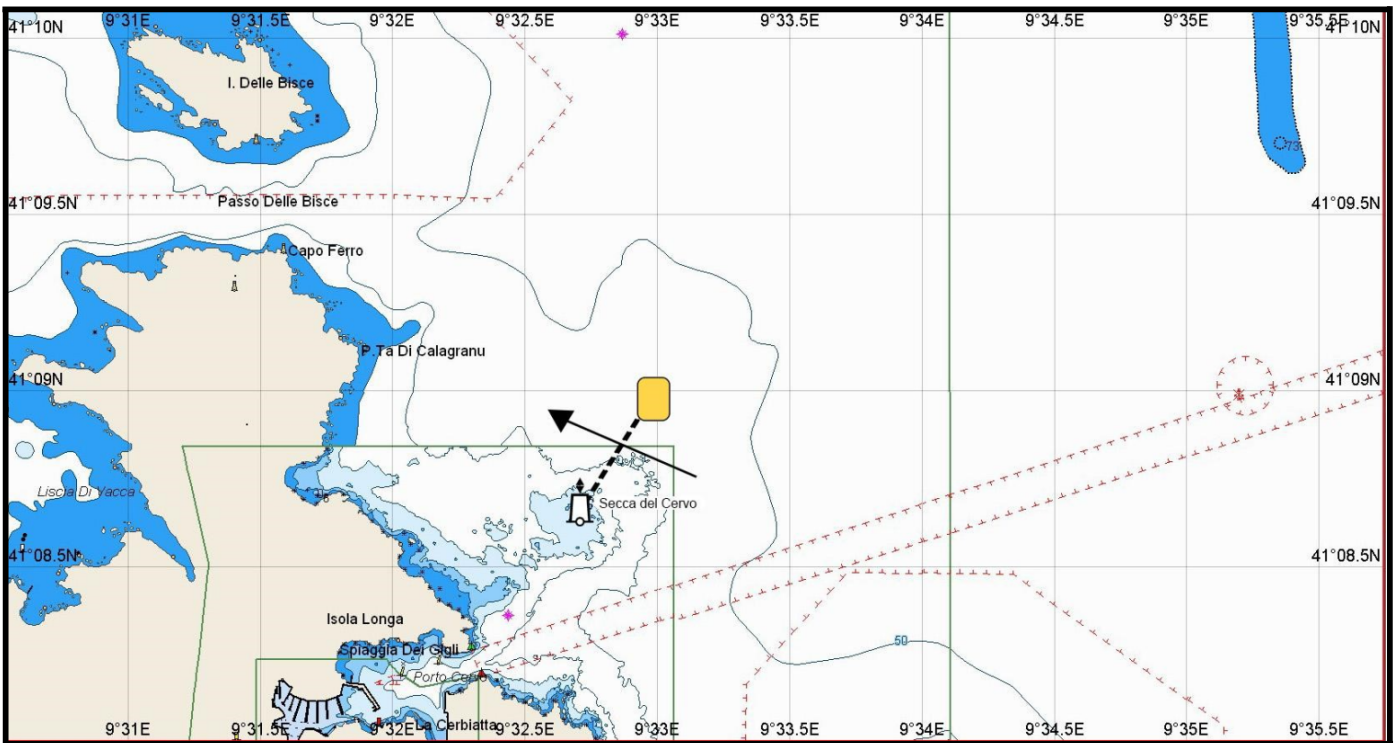 9°31E 9°31.5E 9°32E 9°32.5E 9°33E 9°33.5E 9°34E 9°34.5E 9°35E 9°35.5E
41°10N 41°10N
I. Delle Bisce
73
41°09.5N Passo Delle Bisce 41°09.5N
Capo Ferro
P.Ta Di Calagranu
41°09N 41°09N
Liscia Di Vacca
Secca del Cervo
41°08.5N 41°08.5N
Isola Longa
50
Spiaggia Dei Gigli
Porto Cervo
La Cerbiatta
9°31E 9°31.5E 9°32E 9°32.5E 9°33E 9°33.5E 9°34E 9°34.5E 9°35E 9°35.5E